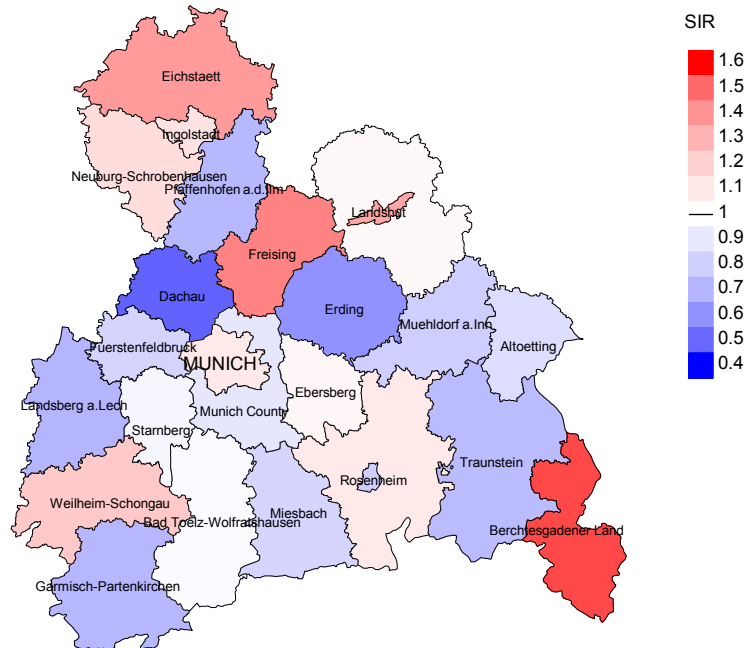 SIR
1.6
1.5
1.4
1.3
1.2
1.1
1
0.9
0.8
0.7
0.6
0.5
0.4
Eichstaett
Ingolstadt
Neuburg-Schrobenhausen
Pfaffenhofen a.d.Ilm
Landshut
Freising
Dachau
Erding
Muehldorf a.Inn
Altoetting
Fuerstenfeldbruck
MUNICH
Ebersberg
Landsberg a.Lech
Munich County
Starnberg
Traunstein
Rosenheim
Weilheim-Schongau
Miesbach
Bad Toelz-Wolfratshausen
Berchtesgadener Land
Garmisch-Partenkirchen